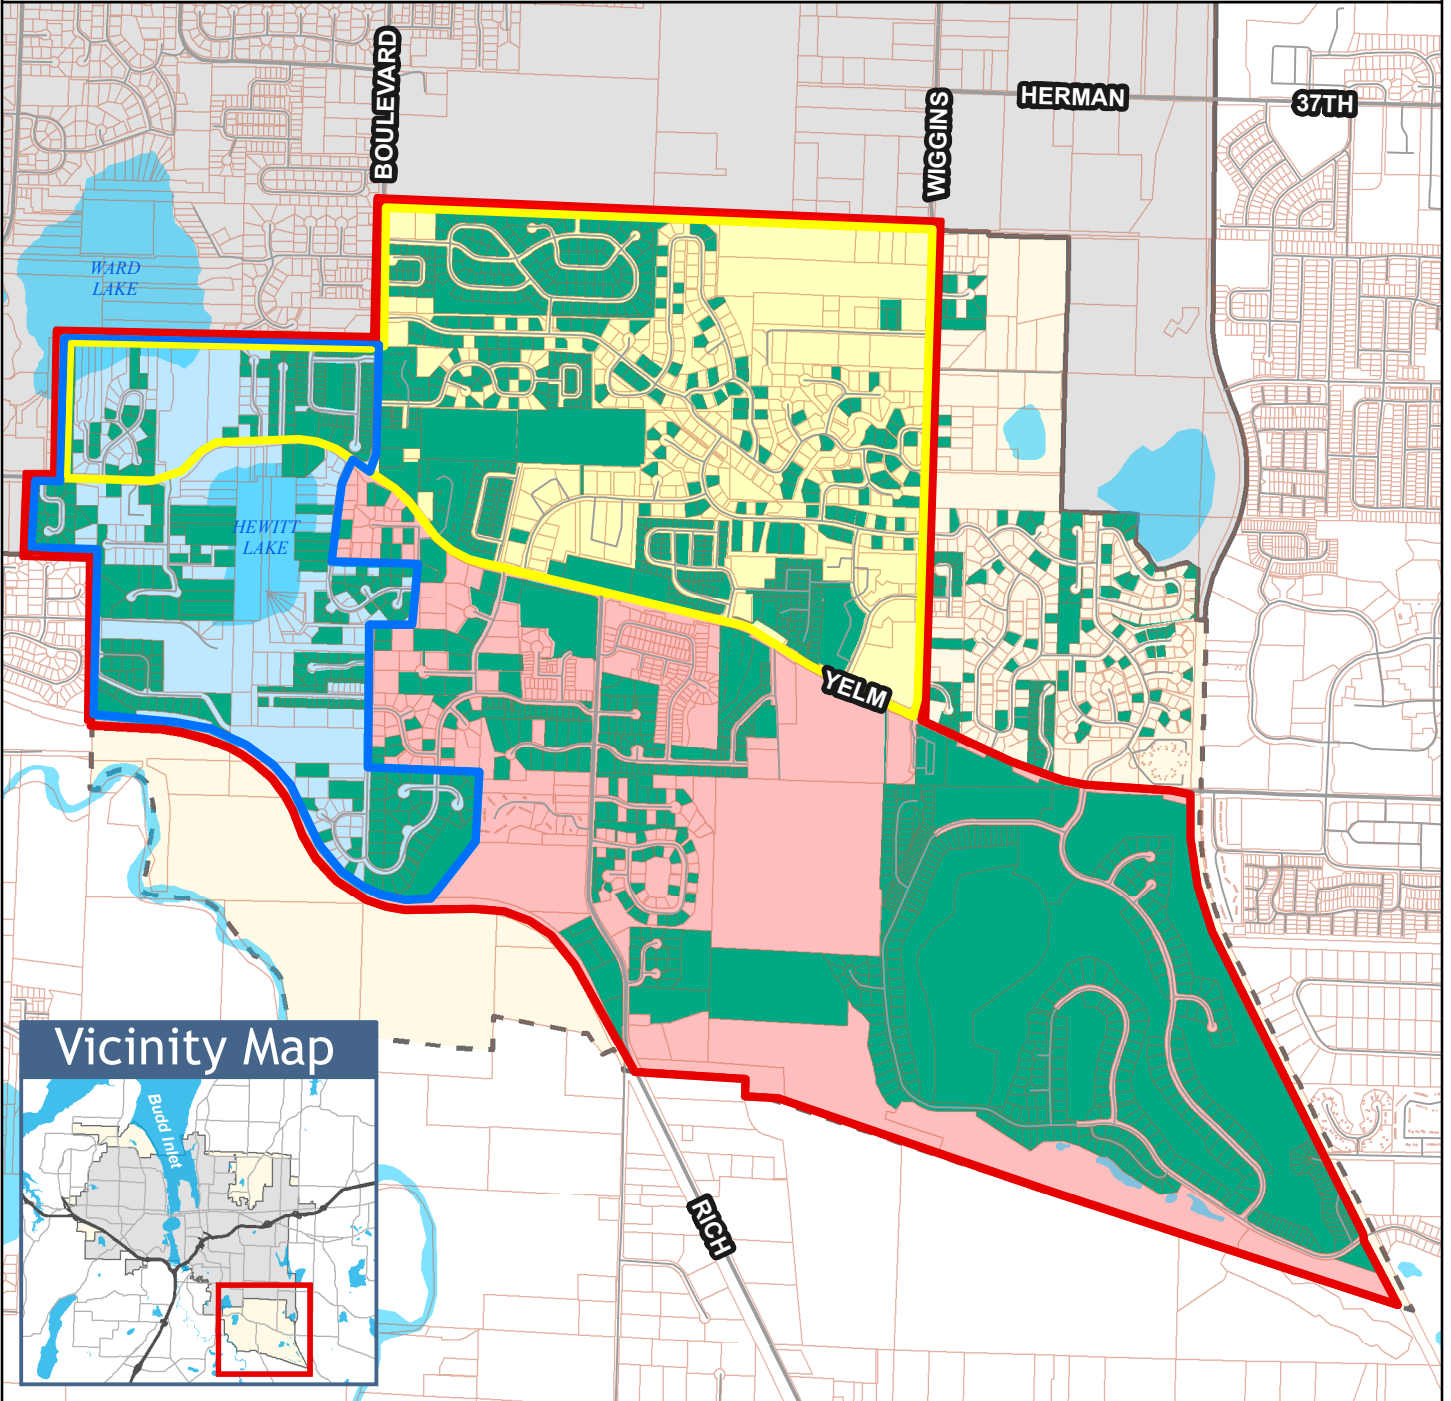 BOULEVARD
WIGGINS
HERMAN
37TH
WARD
LAKE
HEWITT
LAKE
YELM
RICH
Vicinity Map
Budd Inlet